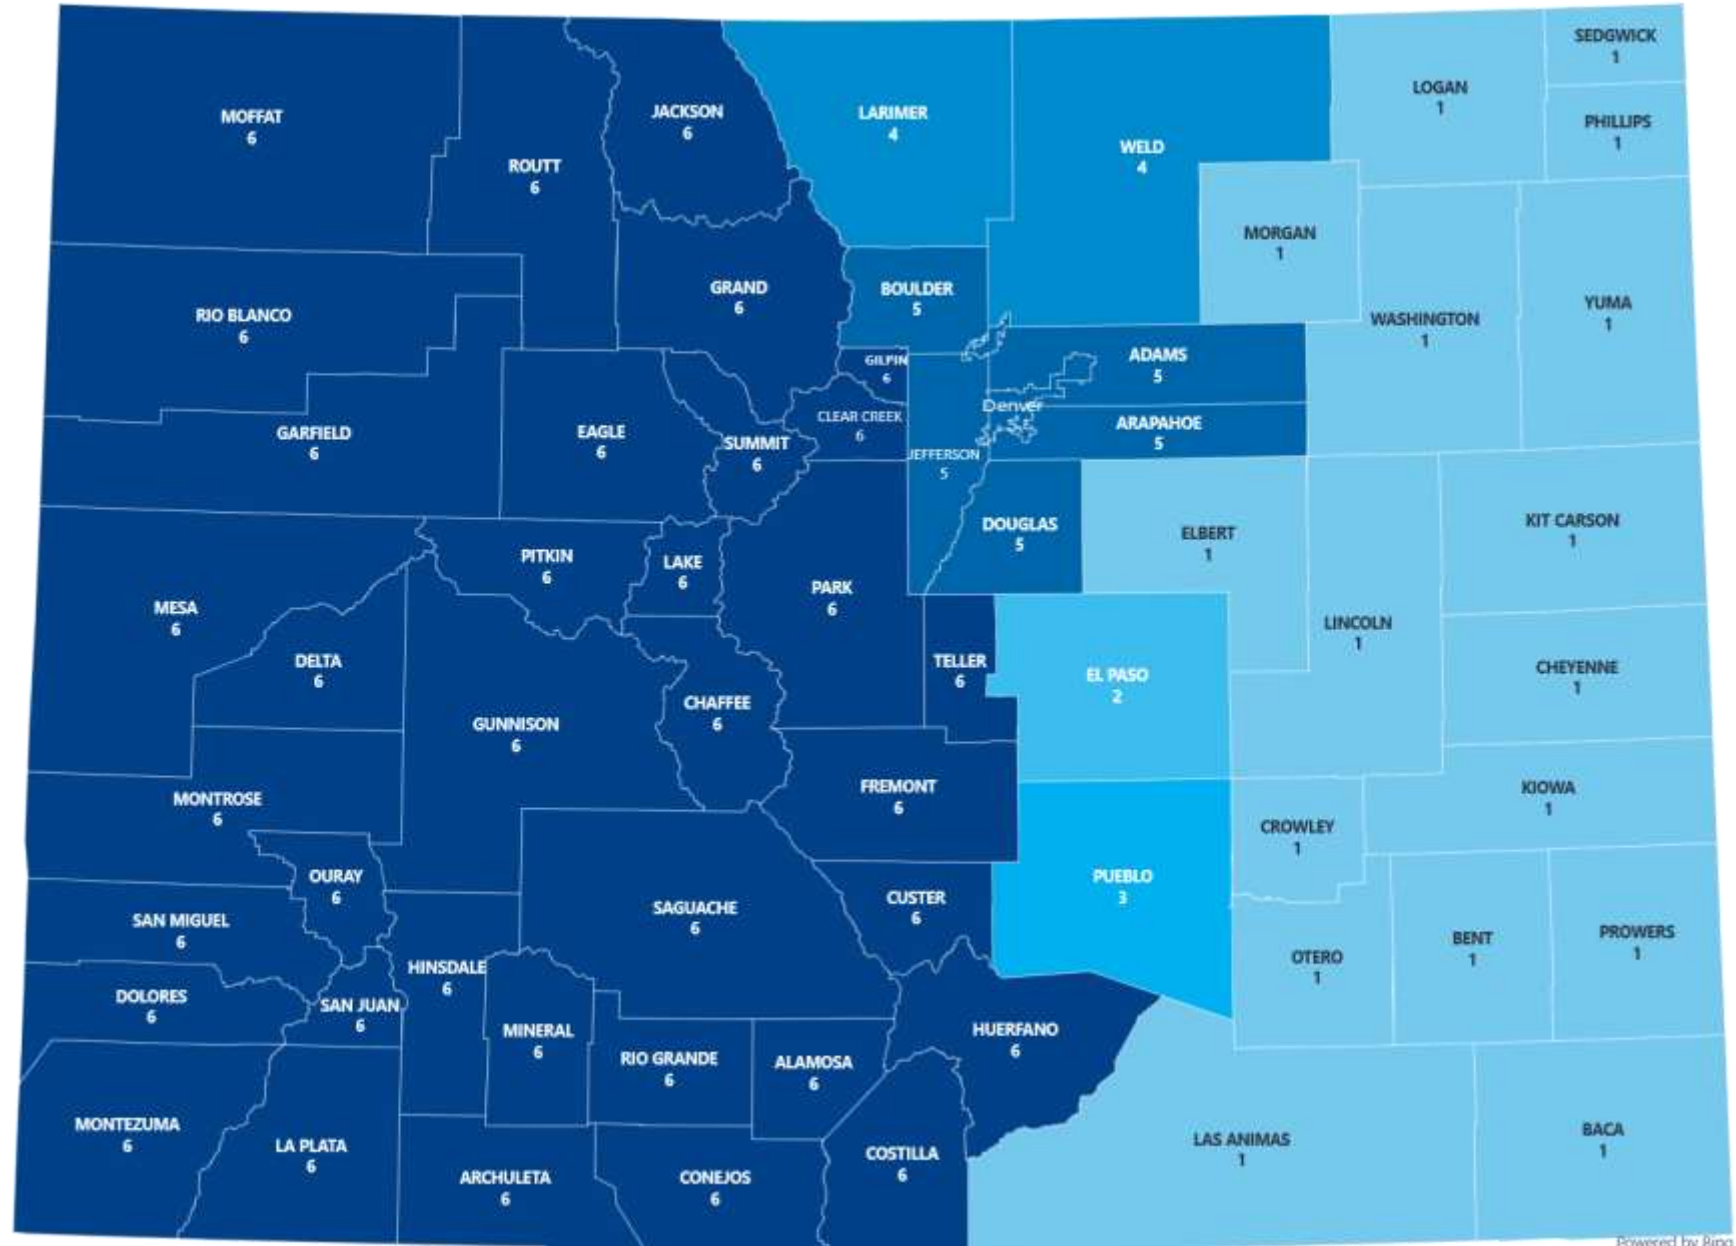 SEDGWICK
1
LOGAN
1
MOFFAT
6
JACKSON
6
LARIMER
4
PHILLIPS
1
WELD
4
ROUTT
6
MORGAN
1
GRAND
6
BOULDER
5
YUMA
1
RIO BLANCO
6
WASHINGTON
1
GILPIN
6
ADAMS
5
Denver
CLEAR CREEK
6
ARAPAHOE
5
GARFIELD
6
EAGLE
6
SUMMIT
6
JEFFERSON
5
DOUGLAS
5
ELBERT
1
KIT CARSON
1
PITKIN
6
LAKE
6
PARK
6
MESA
6
LINCOLN
1
DELTA
6
TELLER
6
EL PASO
2
CHEYENNE
1
GUNNISON
6
CHAFFEE
6
MONTROSE
6
FREMONT
6
KIOWA
1
CROWLEY
1
OURAY
6
PUEBLO
3
SAN MIGUEL
6
SAGUACHE
6
CUSTER
6
BENT
1
PROWERS
1
OTERO
1
HINSDALE
6
DOLORES
6
SAN JUAN
6
MINERAL
6
HUERFANO
6
RIO GRANDE
6
ALAMOSA
6
MONTEZUMA
6
LA PLATA
6
ARCHULETA
6
CONEJOS
6
COSTILLA
6
LAS ANIMAS
1
BACA
1
Powered by Bing